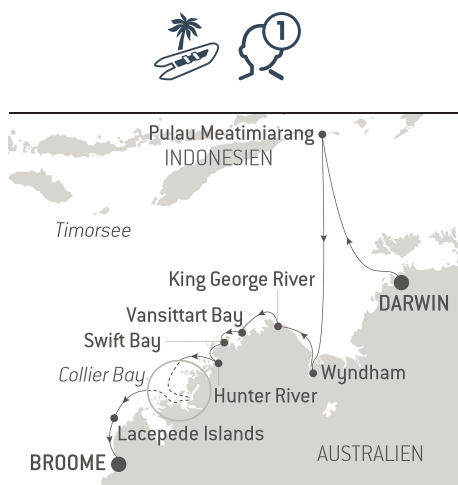 1
Pulau Meatimiarang
INDONESIEN
Timorsee
King George River
DARWIN
Vansittart Bay
Swift Bay
Collier Bay
Wyndham
Hunter River
Lacepede Islands
AUSTRALIEN
BROOME